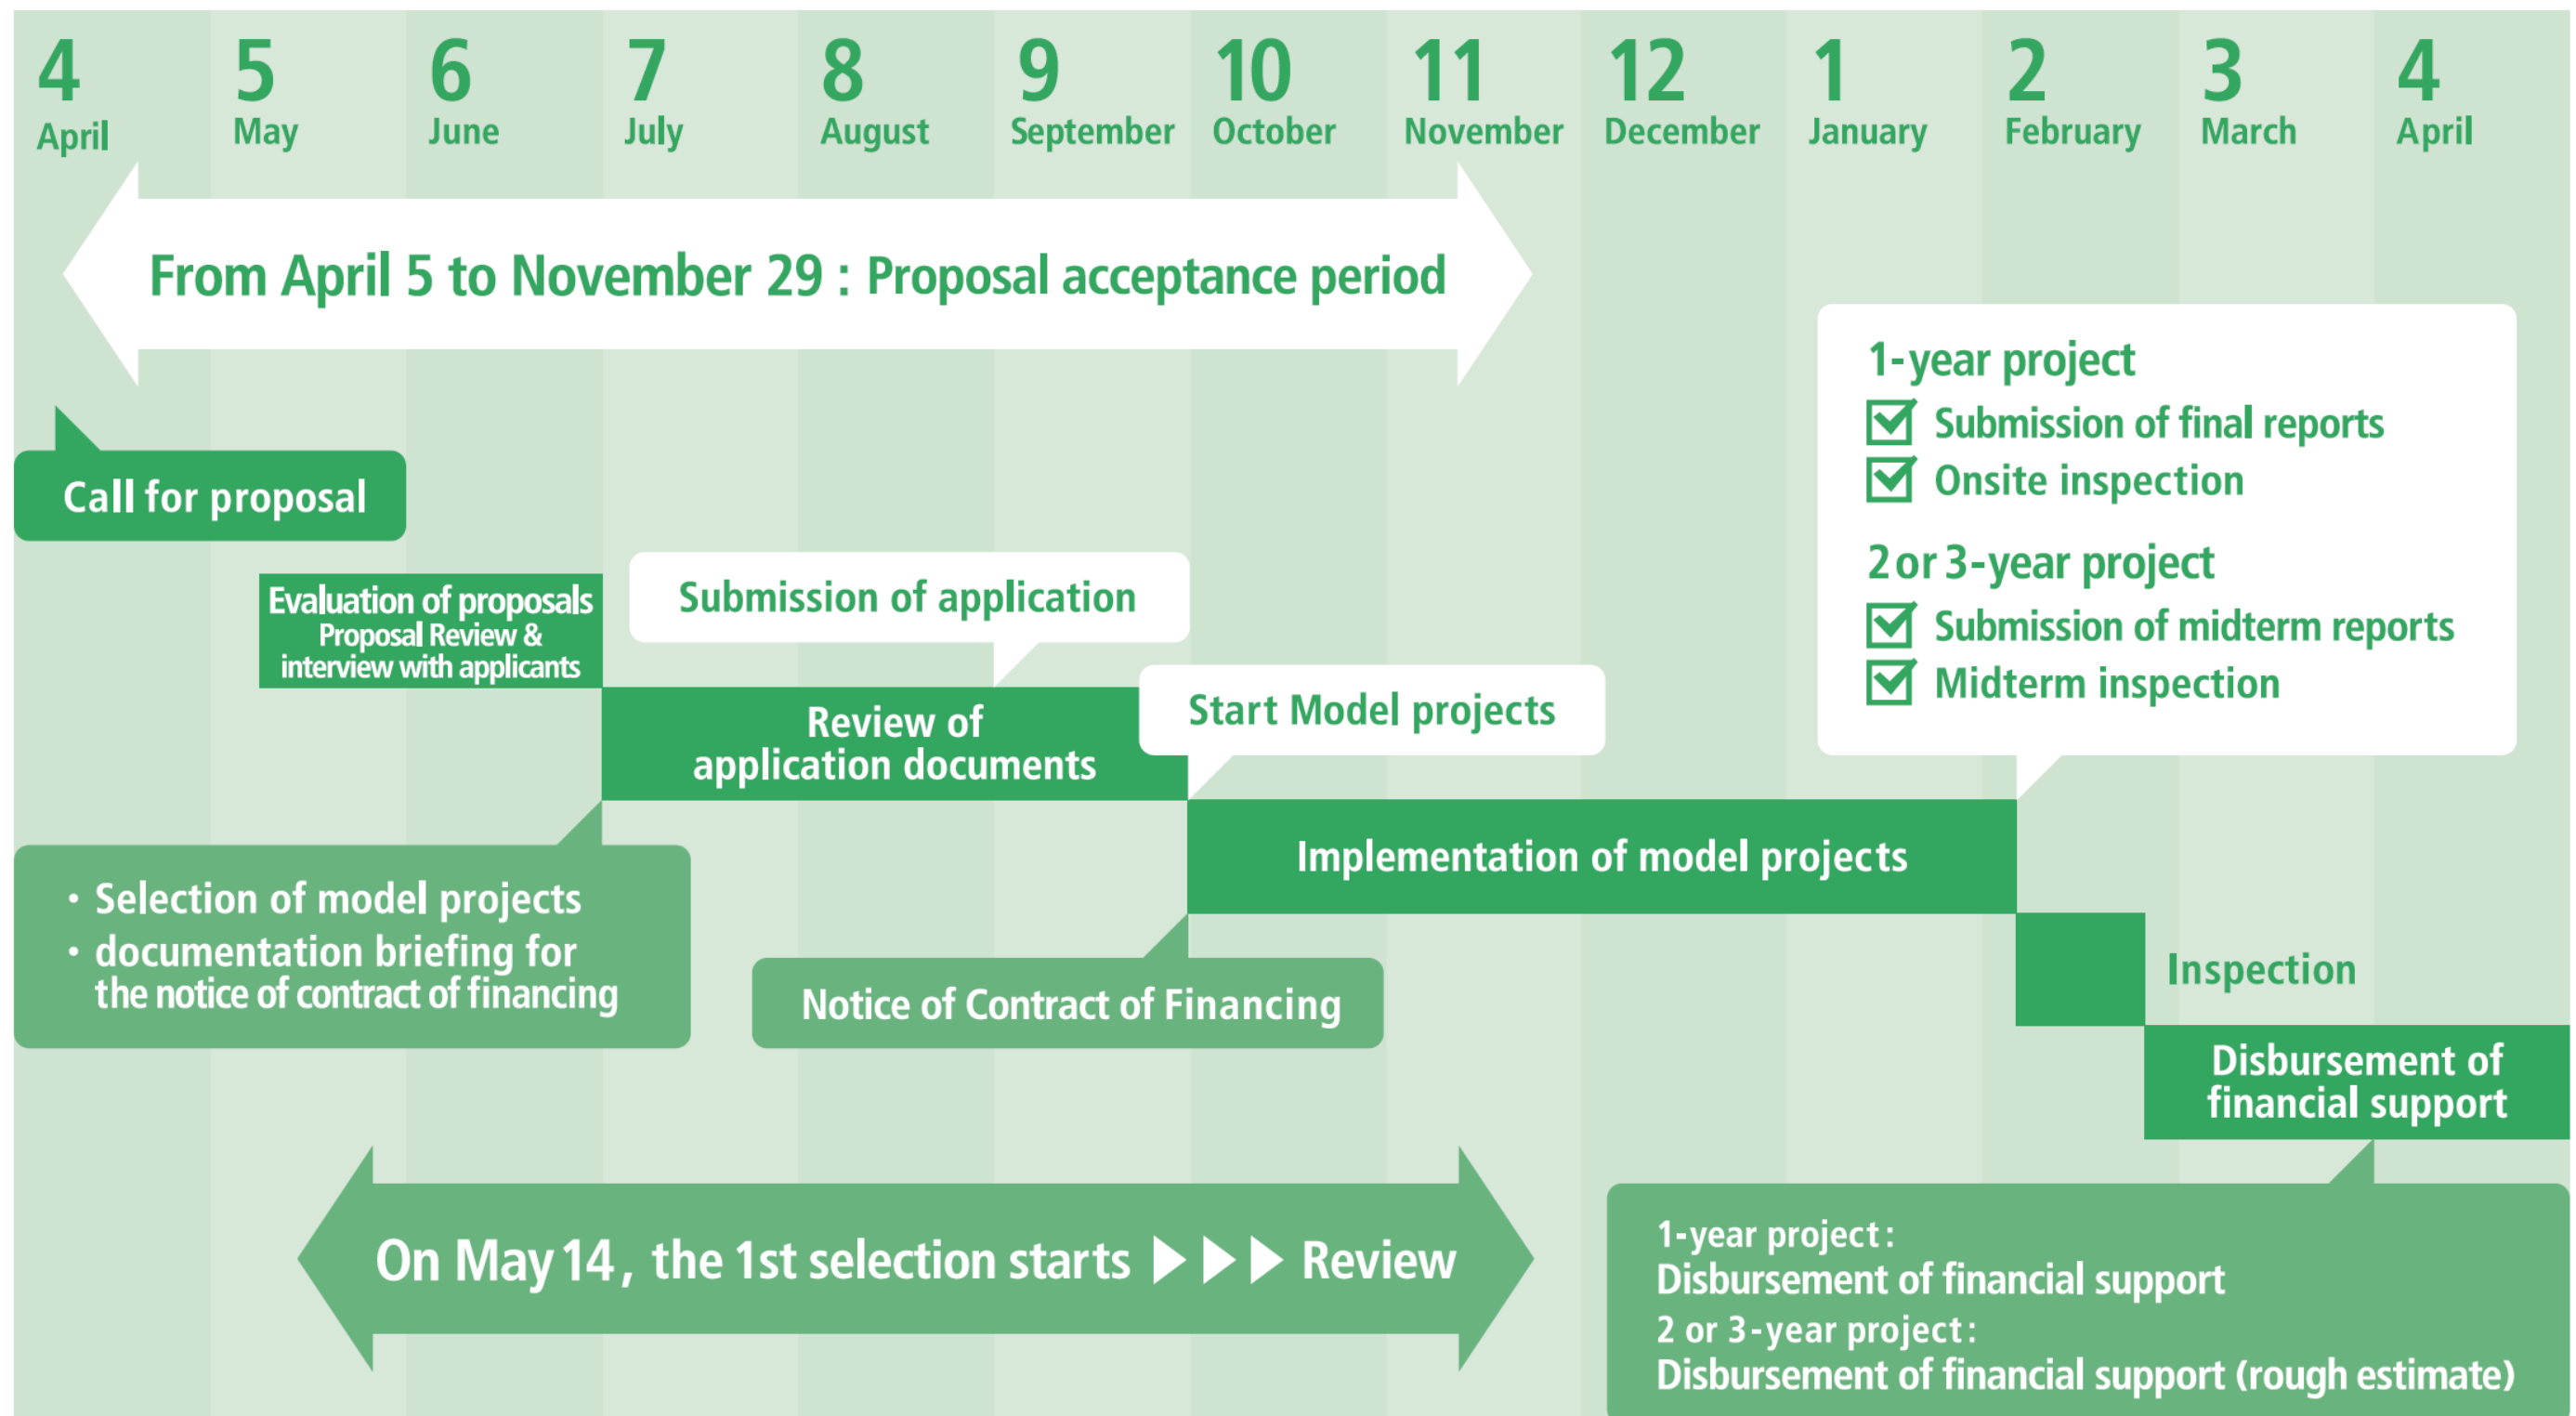 4
April
5
May
6
June
7
July
8
August
9
September
10
October
11
November
12
December
1
January
2
February
3
March
4
April
From April 5 to November 29 : Proposal acceptance period
Call for proposal
1-year project
Submission of final reports
Onsite inspection
2 or 3-year project
Submission of midterm reports
Midterm inspection
Evaluation of proposals
Proposal Review &
interview with applicants
Submission of application
Review of
application documents
Start Model projects
Implementation of model projects
・ Selection of model projects
・ documentation briefing for
the notice of contract of financing
Notice of Contract of Financing
Inspection
Disbursement of
financial support
On May 14, the 1st selection starts ▶▶▶ Review
1-year project:
Disbursement of financial support
2 or 3-year project:
Disbursement of financial support (rough estimate)